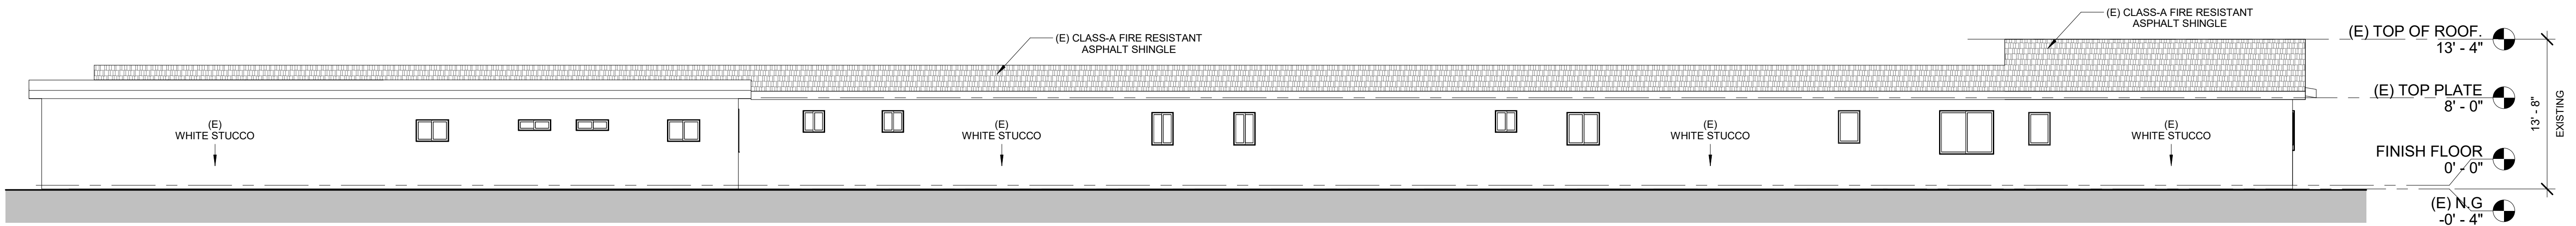 (E) CLASS-A FIRE RESISTANT
ASPHALT SHINGLE
(E) CLASS-A FIRE RESISTANT
ASPHALT SHINGLE
(E)
WHITE STUCCO
(E)
WHITE STUCCO
(E)
WHITE STUCCO
(E)
WHITE STUCCO
(E) TOP OF ROOF.
13' - 4"
(E) TOP PLATE
8' - 0"
FINISH FLOOR
0' - 0"
(E) N.G
-0' - 4"
13' - 8"
EXISTING